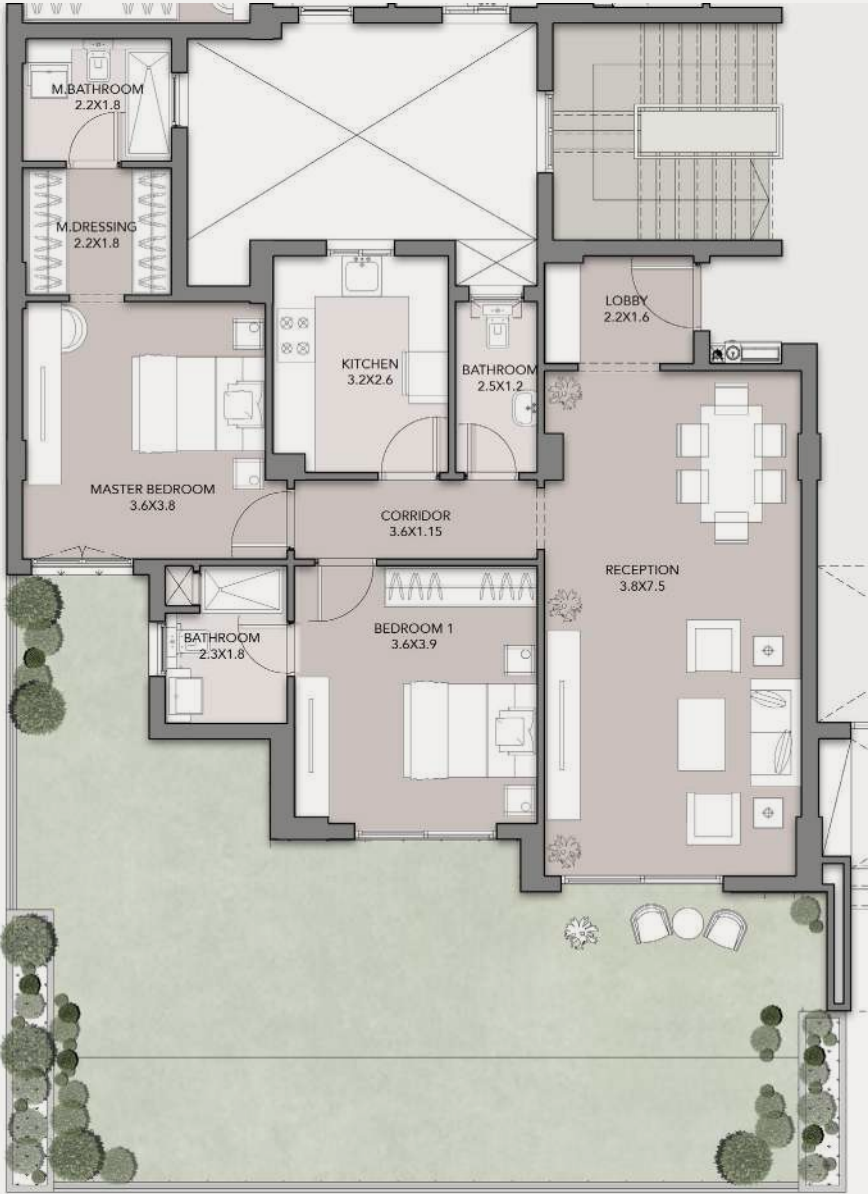 M.BATHROOM
2.2X1.8
M.DRESSING
2.2X1.8
LOBBY
2.2X1.6
KITCHEN
3.2X2.6
BATHROOM
2.5X1.2
MASTER BEDROOM
3.6X3.8
CORRIDOR
3.6X1.15
RECEPTION
3.8X7.5
BATHROOM
2.3X1.8
BEDROOM 1
3.6X3.9